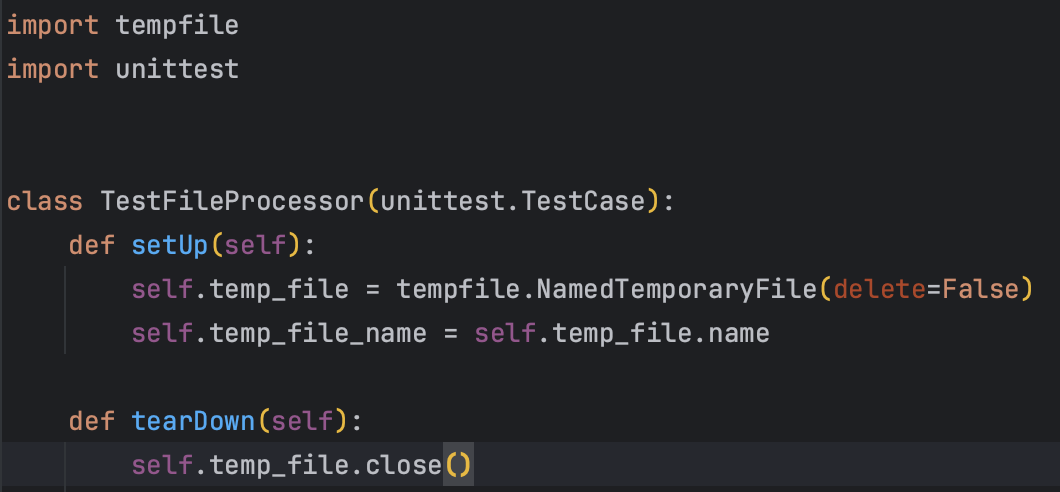 import tempfile
import unittest
class TestFileProcessor(unittest.TestCase):
    def setUp(self):
        self.temp_file = tempfile.NamedTemporaryFile(delete=False)
        self.temp_file_name = self.temp_file.name
    def tearDown(self):
        self.temp_file.close()